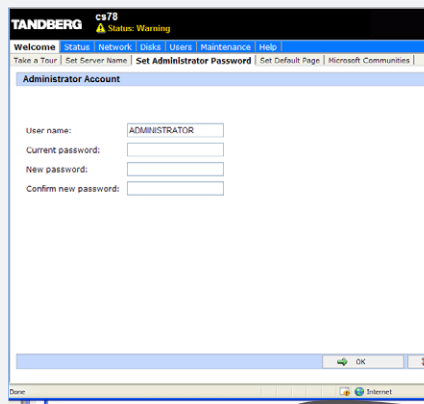 TANDBERG
cs78
Status: Warning
Welcome Status Network Disks Users Maintenance Help
Take a Tour Set Server Name Set Administrator Password Set Default Page Microsoft Communities
Administrator Account
User name: ADMINISTRATOR
Current password:
New password:
Confirm new password:
OK
Done Internet